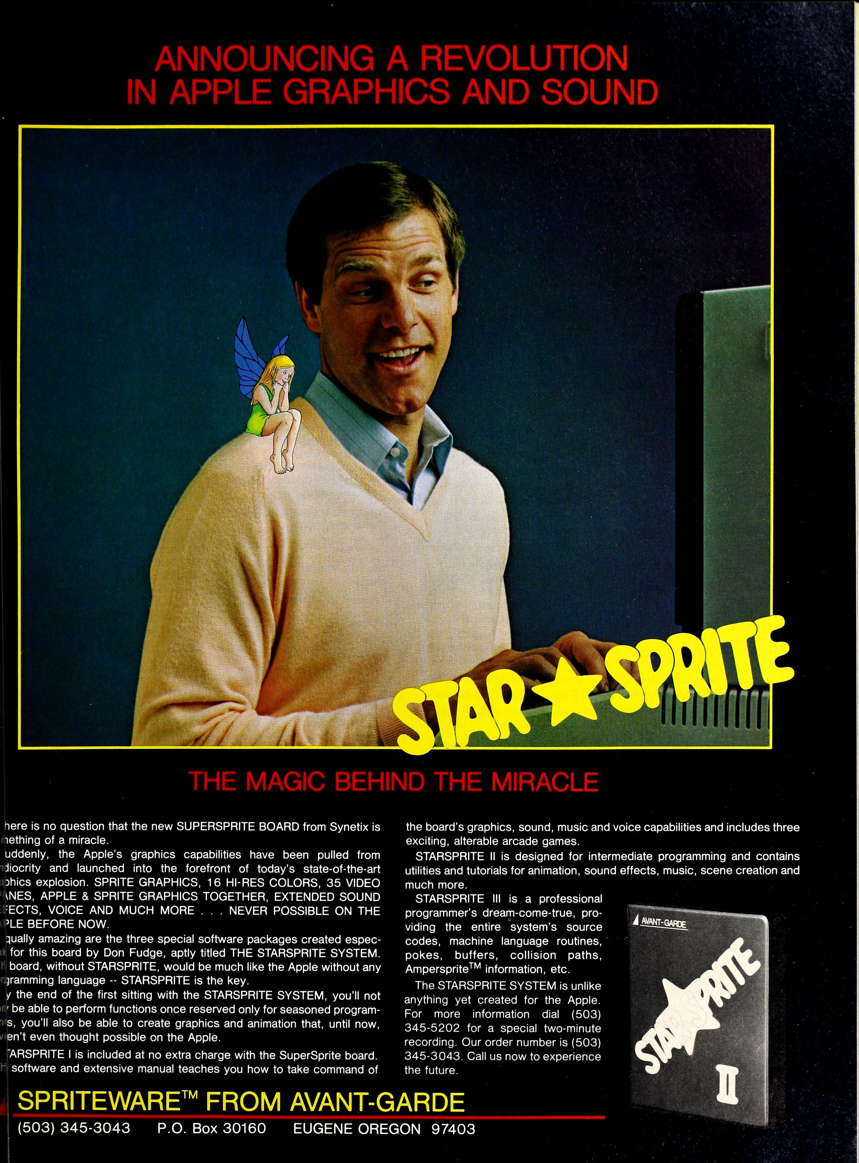 ANNOUNCING A REVOLUTION
IN APPLE GRAPHICS AND SOUND
STAR SPRITE
THE MAGIC BEHIND THE MIRACLE
here is no question that the new SUPERSPRITE BOARD from Synetix is
nething of a miracle.
uddenly, the Apple's graphics capabilities have been pulled from
diocrity and launched into the forefront of today's state-of-the-art
phics explosion. SPRITE GRAPHICS, 16 HI-RES COLORS, 35 VIDEO
ANES, APPLE & SPRITE GRAPHICS TOGETHER, EXTENDED SOUND
FECTS, VOICE AND MUCH MORE . . . NEVER POSSIBLE ON THE
PLE BEFORE NOW.
qually amazing are the three special software packages created espec-
for this board by Don Fudge, aptly titled THE STARSPRITE SYSTEM.
board, without STARSPRITE, would be much like the Apple without any
gramming language -- STARSPRITE is the key.
y the end of the first sitting with the STARSPRITE SYSTEM, you'll not
be able to perform functions once reserved only for seasoned program-
s, you'll also be able to create graphics and animation that, until now,
en't even thought possible on the Apple.
TARSPRITE I is included at no extra charge with the SuperSprite board.
software and extensive manual teaches you how to take command of
the board's graphics, sound, music and voice capabilities and includes three
exciting, alterable arcade games.
STARSPRITE II is designed for intermediate programming and contains
utilities and tutorials for animation, sound effects, music, scene creation and
much more.
STARSPRITE III is a professional
programmer's dream-come-true, pro-
viding the entire system's source
codes, machine language routines,
pokes, buffers, collision paths,
Ampersprite™ information, etc.
The STARSPRITE SYSTEM is unlike
anything yet created for the Apple.
For more information dial (503)
345-5202 for a special two-minute
recording. Our order number is (503)
345-3043. Call us now to experience
the future.
AVANT-GARDE
STAR SPRITE
II
SPRITEWARE™ FROM AVANT-GARDE
(503) 345-3043 P.O. Box 30160 EUGENE OREGON 97403